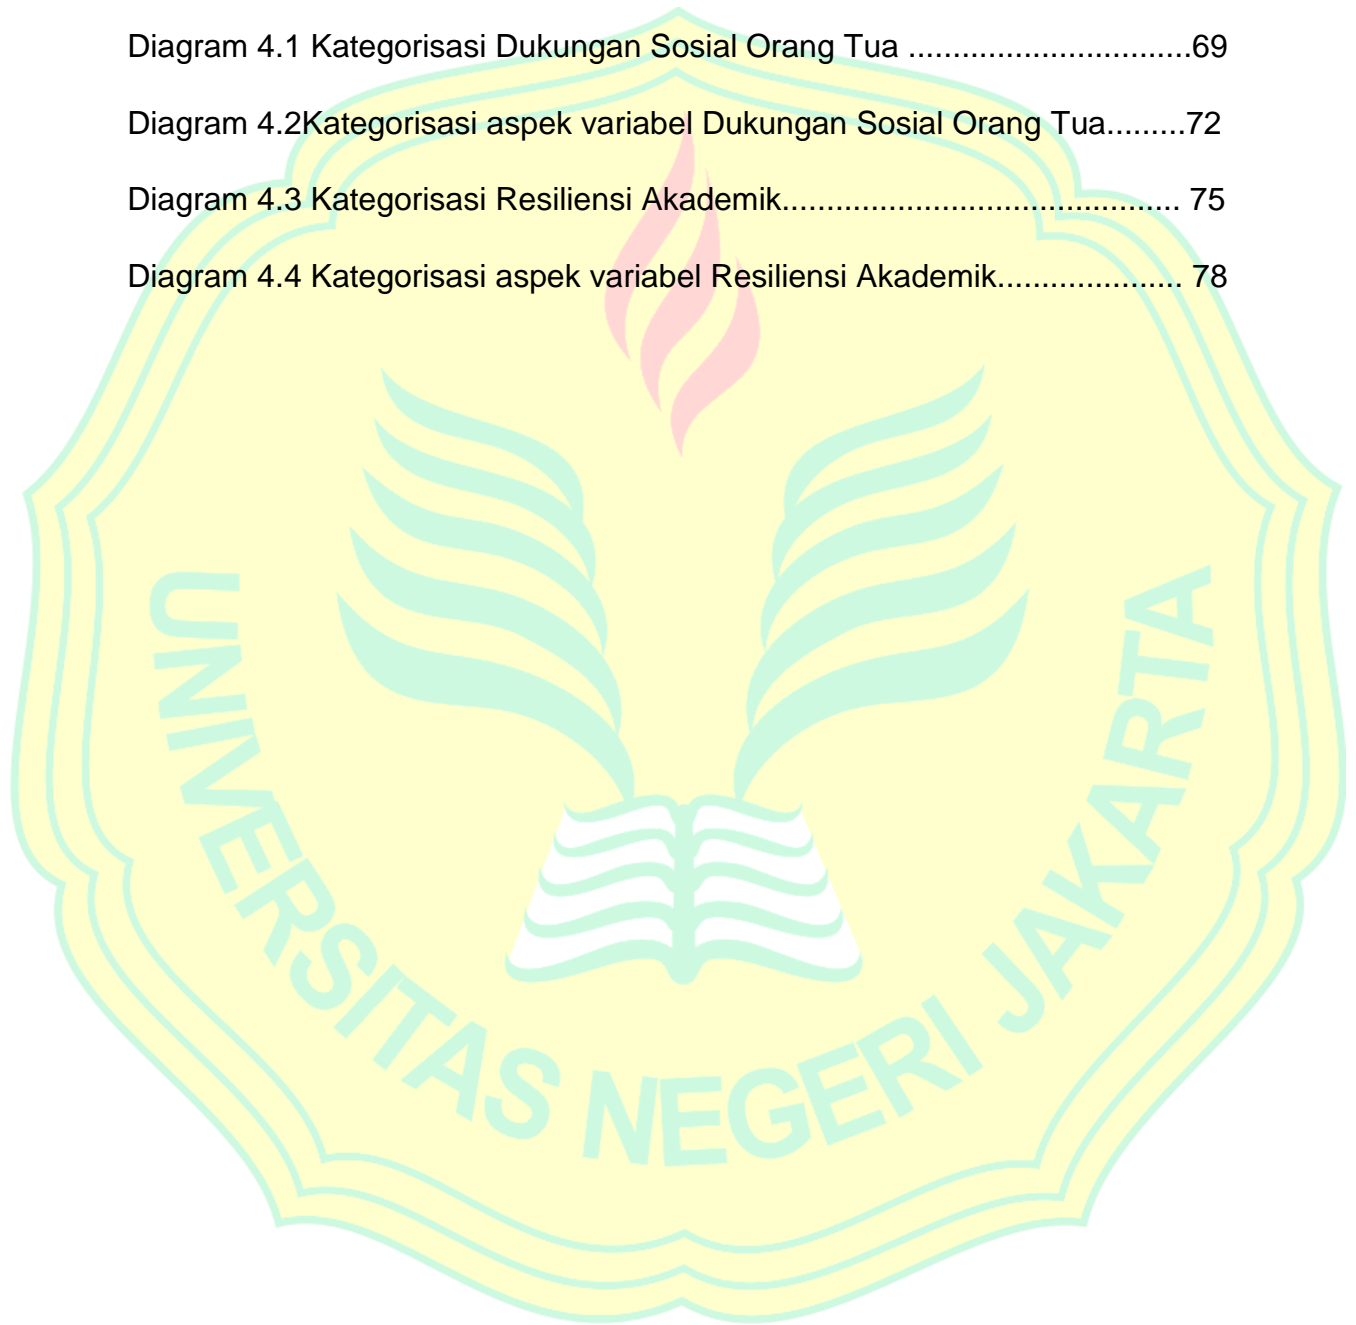 Diagram 4.1 Kategorisasi Dukungan Sosial Orang Tua ................................69
Diagram 4.2Kategorisasi aspek variabel Dukungan Sosial Orang Tua.........72
Diagram 4.3 Kategorisasi Resiliensi Akademik............................................. 75
Diagram 4.4 Kategorisasi aspek variabel Resiliensi Akademik..................... 78
UNIVERSITAS NEGERI JAKARTA